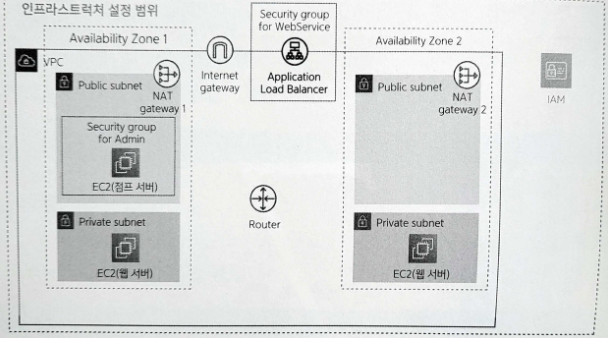 인프라스트럭처 설정 범위
Security group
for WebService
Availability Zone 1
Availability Zone 2
VPC
Internet
gateway
Application
Load Balancer
Public subnet
NAT
gateway 1
Public subnet
NAT
gateway 2
IAM
Security group
for Admin
EC2(점프 서버)
Router
Private subnet
EC2(웹 서버)
Private subnet
EC2(웹 서버)